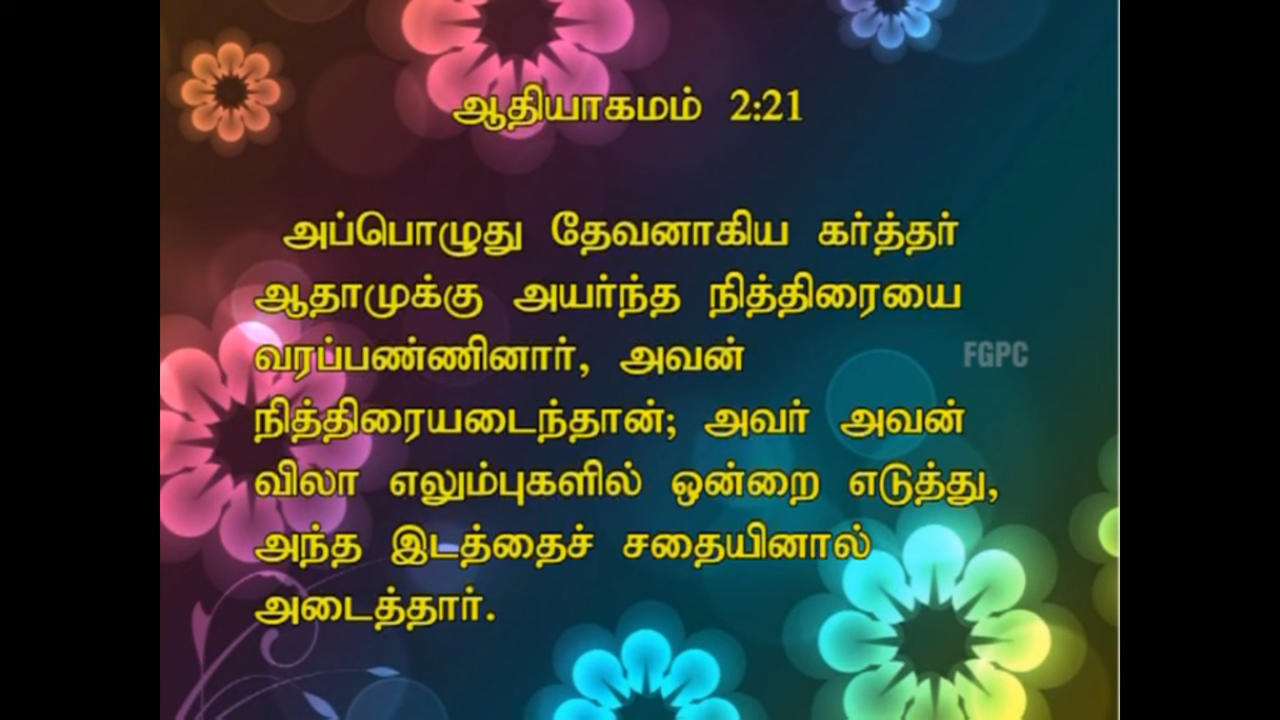 ஆதியாகமம் 2:21
அப்பொழுது தேவனாகிய கர்த்தர்
ஆதாமுக்கு அயர்ந்த நித்திரையை
வரப்பண்ணினார், அவன்
FGPC
நித்திரையடைந்தான்; அவர் அவன்
விலா எலும்புகளில் ஒன்றை எடுத்து,
அந்த இடத்தைச் சதையினால்
அடைத்தார்.